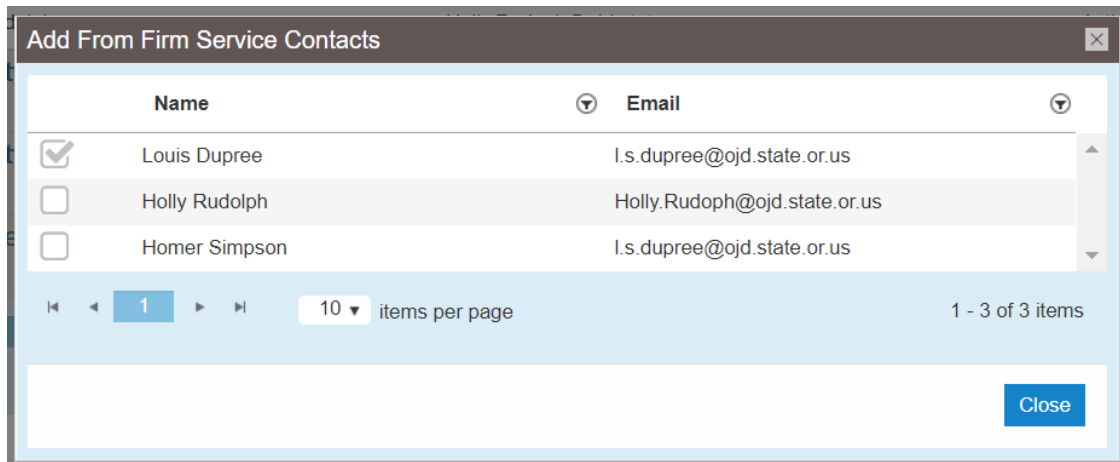 Add From Firm Service Contacts
Name Email
Louis Dupree l.s.dupree@ojd.state.or.us
Holly Rudolph Holly.Rudoph@ojd.state.or.us
Homer Simpson l.s.dupree@ojd.state.or.us
1 10 items per page 1 - 3 of 3 items
Close